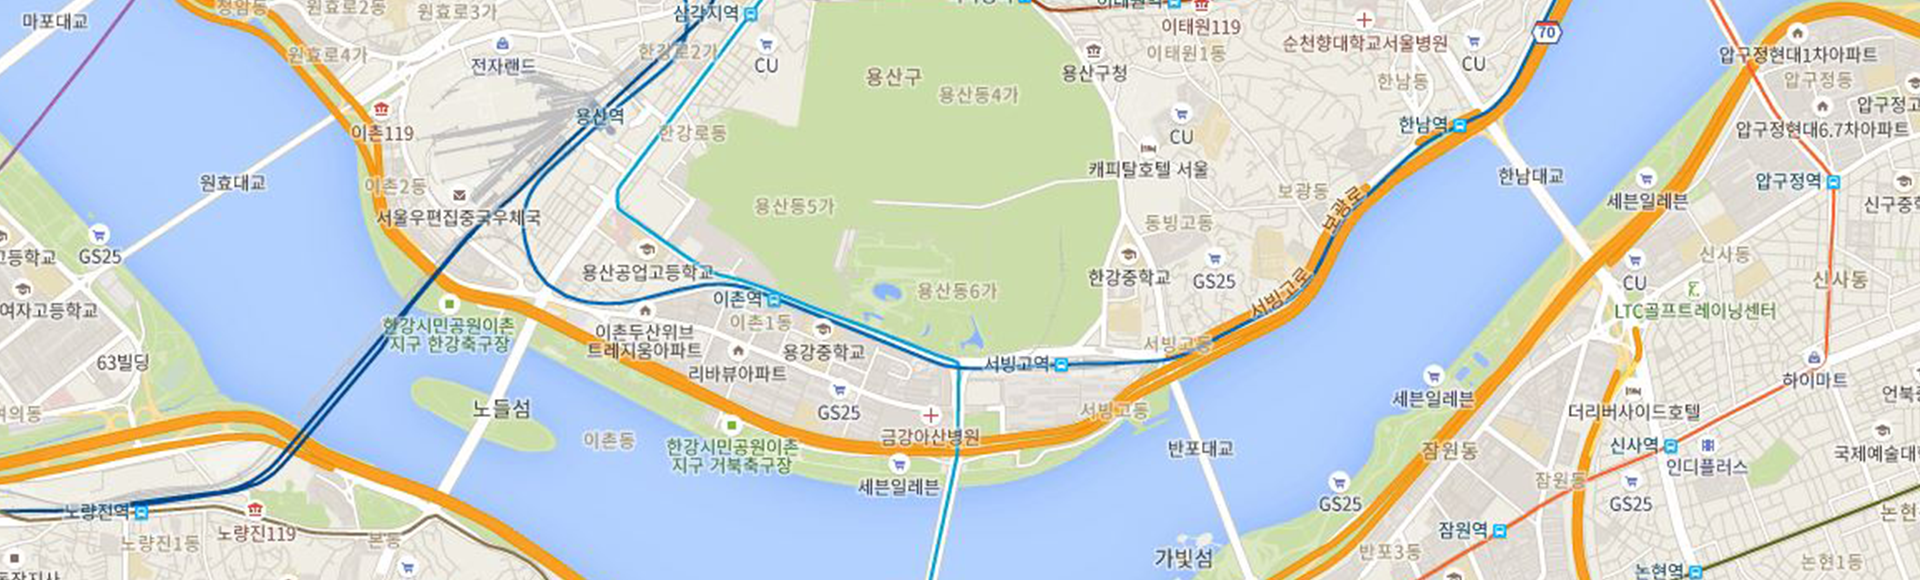 원효로2동
원효로3가
마포대교
삼각지역
원효로4가
전자랜드
한강로2가
CU
용산구
용산동4가
용산구청
이태원119
이태원1동
순천향대학교서울병원
CU
한남동
70
압구정현대1차아파트
압구정동
이촌119
용산역
한강로동
CU
한남역
압구정현대6.7차아파트
원효대교
이촌2동
서울우편집중국우체국
용산동5가
캐피탈호텔 서울
보광동
보광로
한남대교
세븐일레븐
압구정역
동빙고동
GS25
용산공업고등학교
이촌역
용산동6가
한강중학교
GS25
서빙고로
신사동
CU
신사동
LTC골프트레이닝센터
여자고등학교
한강시민공원이촌
지구 한강축구장
이촌두산위브
트레지움아파트
이촌1동
용강중학교
서빙고역
서빙고동
63빌딩
리바뷰아파트
하이마트
노들섬
이촌동
GS25
금강아산병원
서빙고동
세븐일레븐
더리버사이드호텔
한강시민공원이촌
지구 거북축구장
세븐일레븐
반포대교
잠원동
신사역
인디플러스
잠원동
GS25
GS25
노량진역
노량진119
노량진1동
본동
가빛섬
잠원역
반포3동
논현역
논현1동